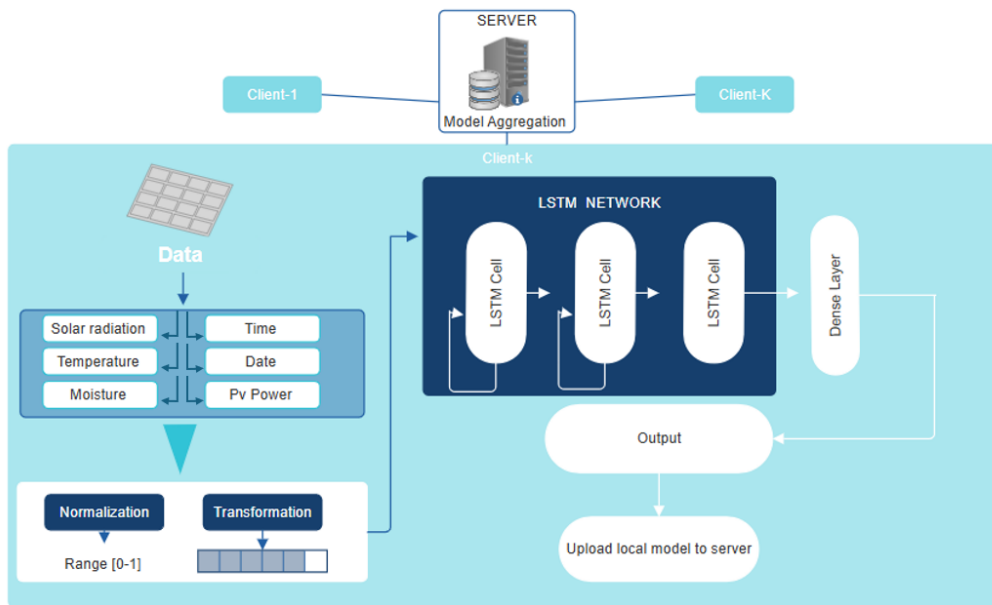 SERVER
Client-1
Client-K
Model Aggregation
Client-k
LSTM NETWORK
Data
LSTM Cell
LSTM Cell
LSTM Cell
Dense Layer
Solar radiation
Time
Temperature
Date
Moisture
Pv Power
Output
Normalization
Transformation
Range [0-1]
Upload local model to server